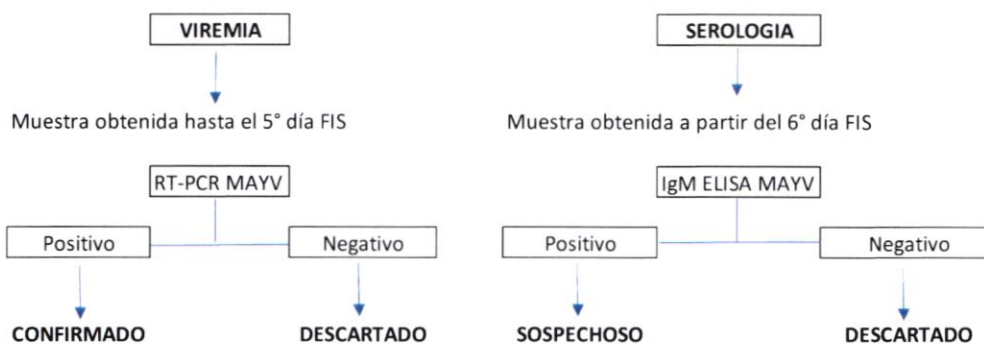 VIREMIA
Muestra obtenida hasta el 5° día FIS
RT-PCR MAYV
Positivo
Negativo
CONFIRMADO
DESCARTADO
SEROLOGIA
Muestra obtenida a partir del 6° día FIS
IgM ELISA MAYV
Positivo
Negativo
SOSPECHOSO
DESCARTADO